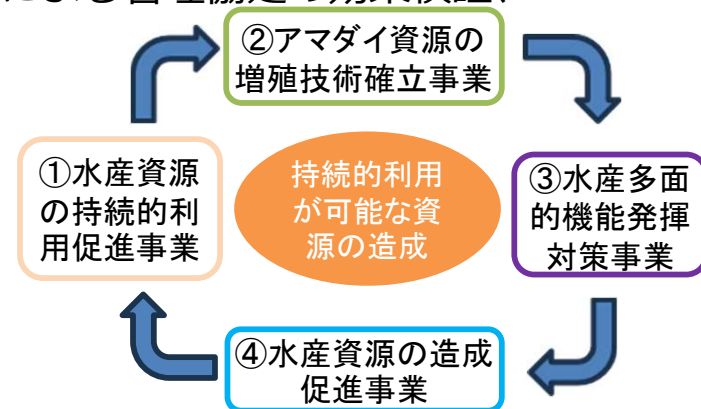 ②アマダイ資源の
増殖技術確立事業
①水産資源
の持続的利
用促進事業
持続的利用
が可能な資
源の造成
③水産多面
的機能発揮
対策事業
④水産資源の造成
促進事業